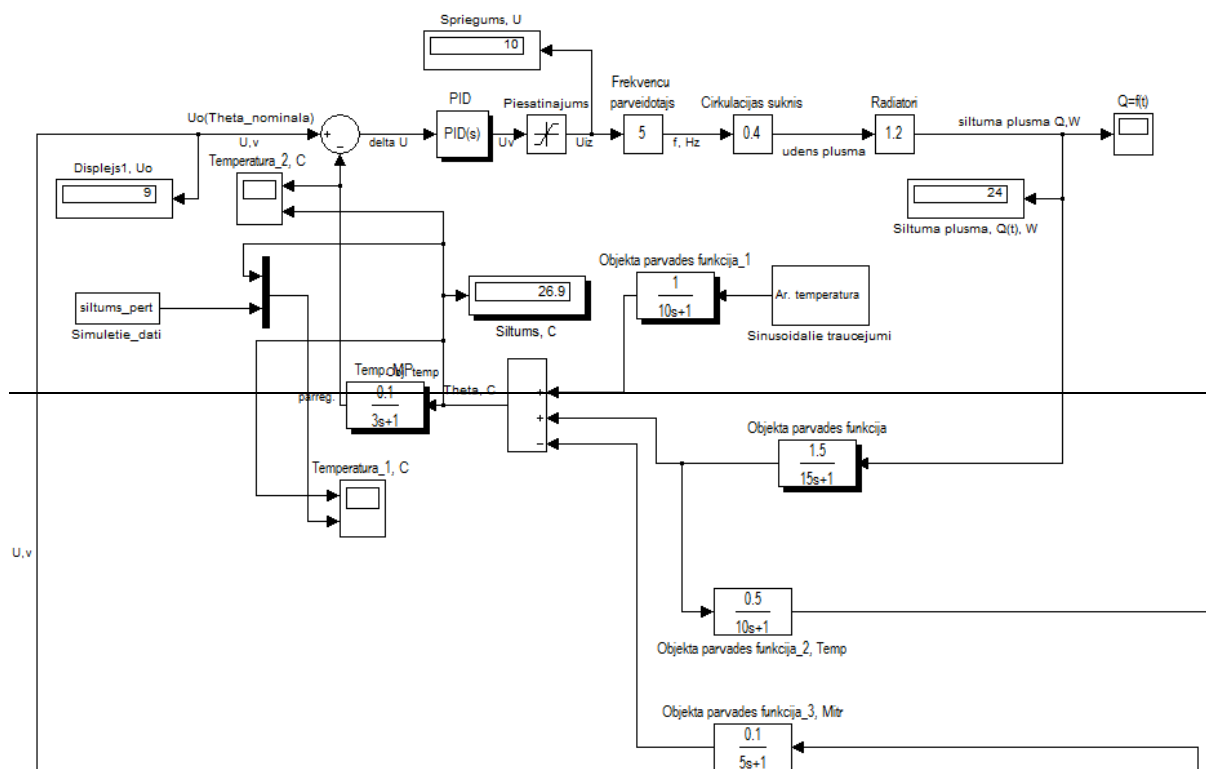 Spriegums, U
10
Frekvencu
parveidotajs
PID
Piesatinajums
Cirkulacijas suknis
Radiatori
Q=f(t)
Uo(Theta_nominala)
siltuma plusma Q,W
+
−
PID(s)
5
0.4
1.2
U,v
delta U
Uv
Uiz
f, Hz
udens plusma
Temperatura_2, C
Displejs1, Uo
9
24
Siltuma plusma, Q(t), W
Objekta parvades funkcija_1
1
10s+1
Ar. temperatura
Sinusoidalie traucejumi
26.9
Siltums, C
siltums_pert
Simuletie_dati
Temp. MP
Obj temp
Theta, C
parreg.
0.1
3s+1
+
+
−
Objekta parvades funkcija
1.5
15s+1
Temperatura_1, C
U,v
0.5
10s+1
Objekta parvades funkcija_2, Temp
Objekta parvades funkcija_3, Mitr
0.1
5s+1